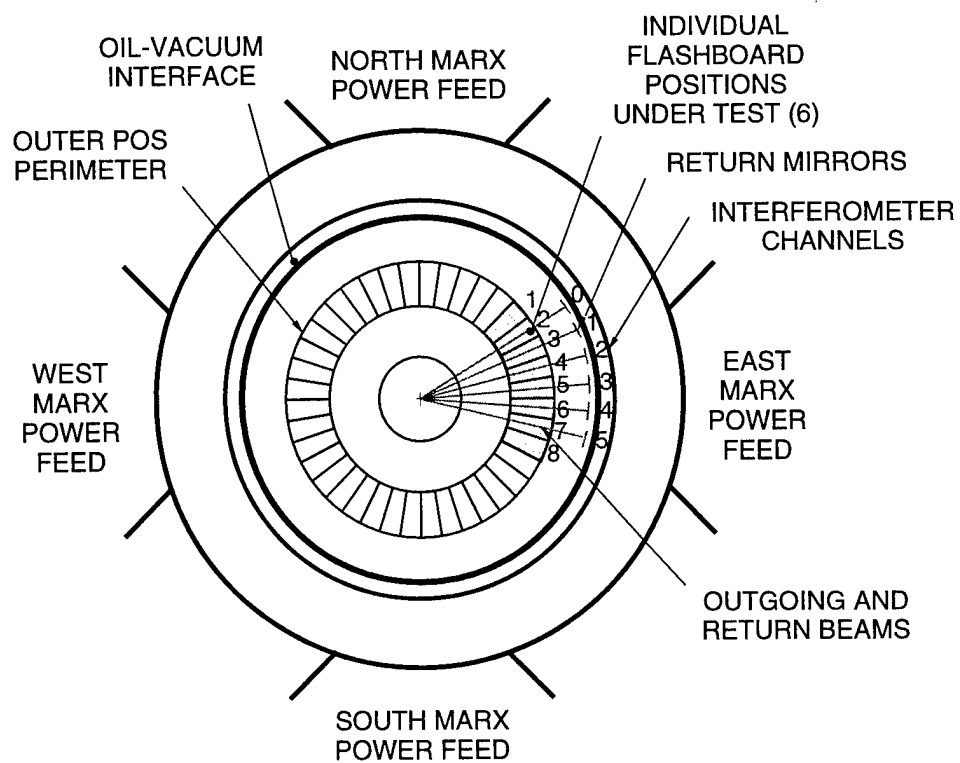 OIL-VACUUM
INTERFACE
NORTH MARX
POWER FEED
INDIVIDUAL
FLASHBOARD
POSITIONS
UNDER TEST (6)
OUTER POS
PERIMETER
RETURN MIRRORS
INTERFEROMETER
CHANNELS
1
2
3
4
5
6
7
8
0
1
2
3
4
5
WEST
MARX
POWER
FEED
EAST
MARX
POWER
FEED
OUTGOING AND
RETURN BEAMS
SOUTH MARX
POWER FEED